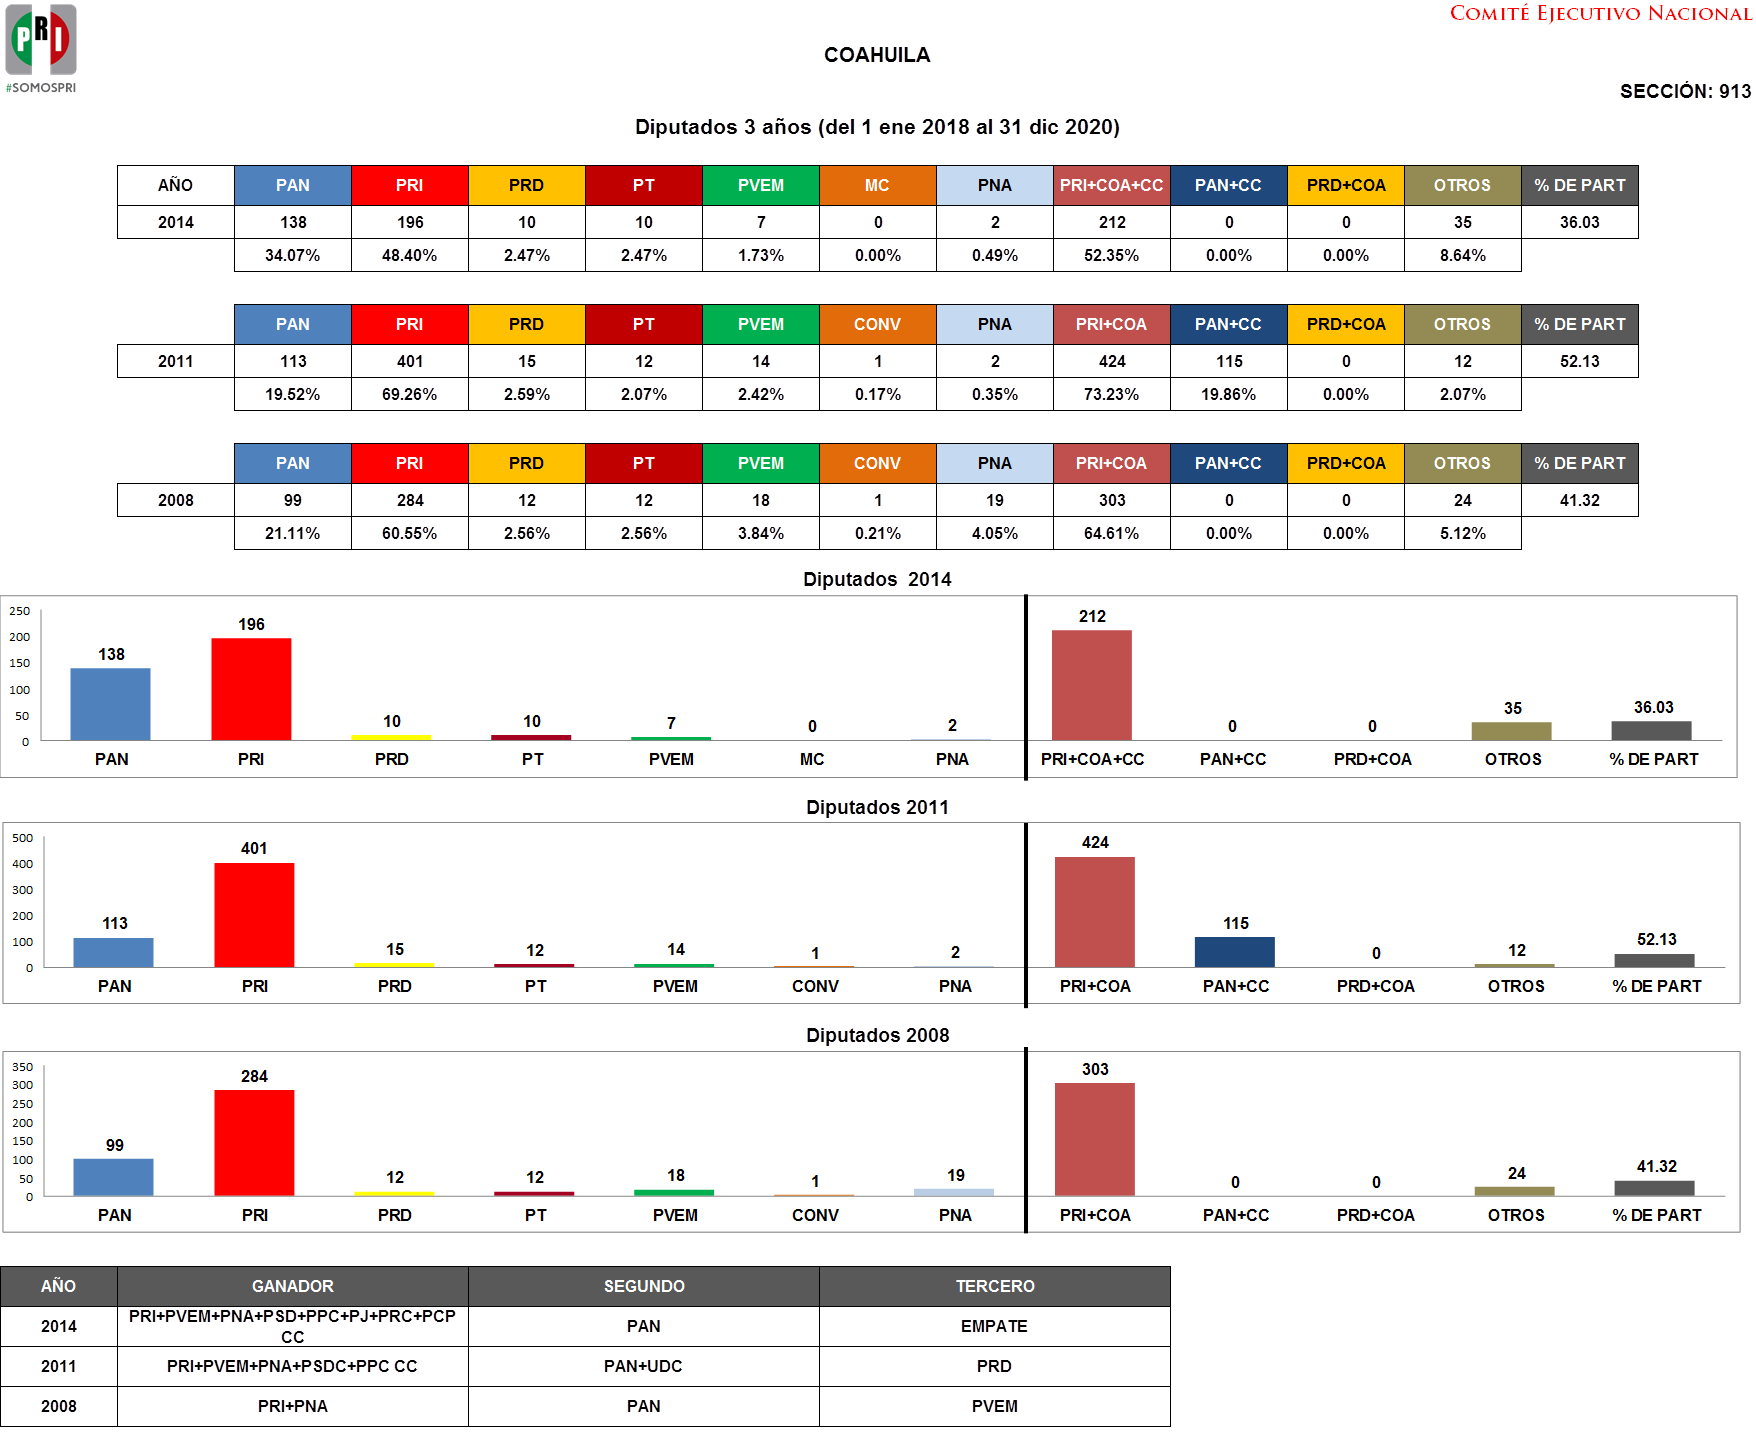 PRI
#SOMOSPRI
COMITÉ EJECUTIVO NACIONAL
COAHUILA
SECCIÓN: 913
Diputados 3 años (del 1 ene 2018 al 31 dic 2020)
AÑO PAN PRI PRD PT PVEM MC PNA PRI+COA+CC PAN+CC PRD+COA OTROS % DE PART
2014 138 196 10 10 7 0 2 212 0 0 35 36.03
34.07% 48.40% 2.47% 2.47% 1.73% 0.00% 0.49% 52.35% 0.00% 0.00% 8.64%
PAN PRI PRD PT PVEM CONV PNA PRI+COA PAN+CC PRD+COA OTROS % DE PART
2011 113 401 15 12 14 1 2 424 115 0 12 52.13
19.52% 69.26% 2.59% 2.07% 2.42% 0.17% 0.35% 73.23% 19.86% 0.00% 2.07%
PAN PRI PRD PT PVEM CONV PNA PRI+COA PAN+CC PRD+COA OTROS % DE PART
2008 99 284 12 12 18 1 19 303 0 0 24 41.32
21.11% 60.55% 2.56% 2.56% 3.84% 0.21% 4.05% 64.61% 0.00% 0.00% 5.12%
Diputados 2014
250
200
150
100
50
0
138 196 10 10 7 0 2 212 0 0 35 36.03
PAN PRI PRD PT PVEM MC PNA PRI+COA+CC PAN+CC PRD+COA OTROS % DE PART
Diputados 2011
500
400
300
200
100
0
113 401 15 12 14 1 2 424 115 0 12 52.13
PAN PRI PRD PT PVEM CONV PNA PRI+COA PAN+CC PRD+COA OTROS % DE PART
Diputados 2008
350
300
250
200
150
100
50
0
99 284 12 12 18 1 19 303 0 0 24 41.32
PAN PRI PRD PT PVEM CONV PNA PRI+COA PAN+CC PRD+COA OTROS % DE PART
AÑO GANADOR SEGUNDO TERCERO
2014 PRI+PVEM+PNA+PSD+PPC+PJ+PRC+PCP CC PAN EMPATE
2011 PRI+PVEM+PNA+PSDC+PPC CC PAN+UDC PRD
2008 PRI+PNA PAN PVEM